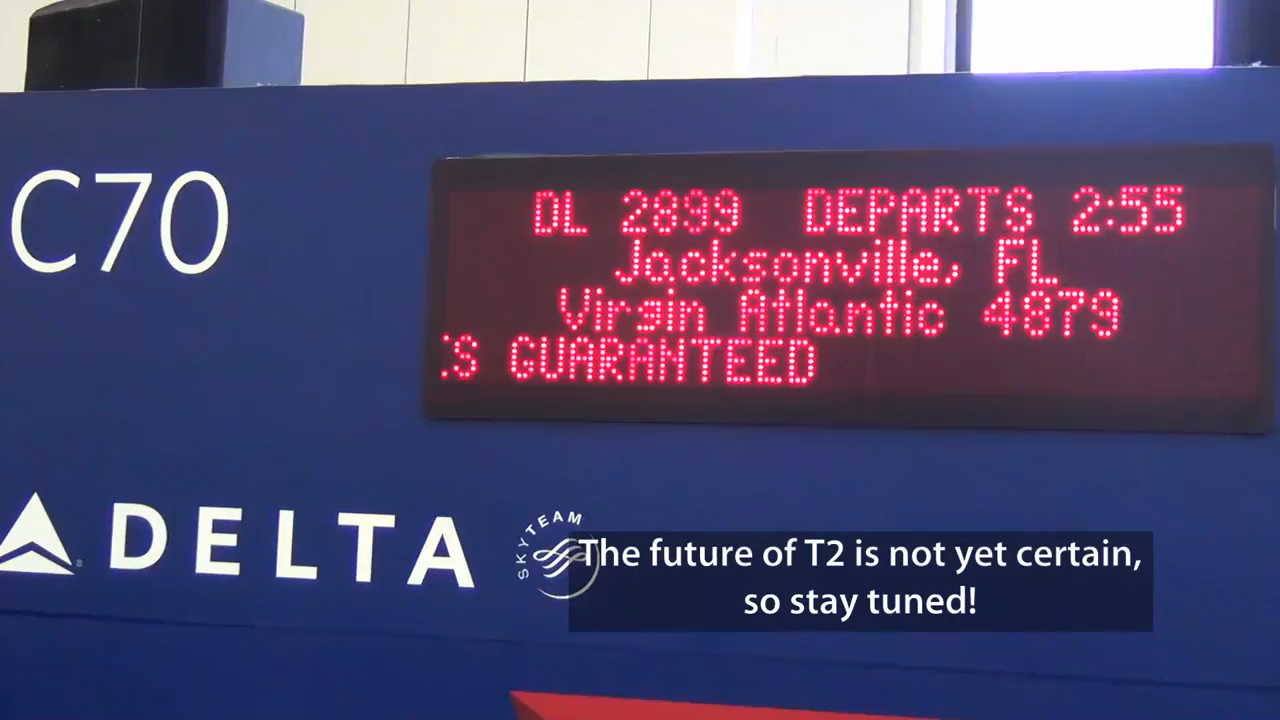 C70
DL 2899 DEPARTS 2:55
Jacksonville, FL
Virgin Atlantic 4879
'S GUARANTEED
DELTA
SKYTEAM
The future of T2 is not yet certain,
so stay tuned!